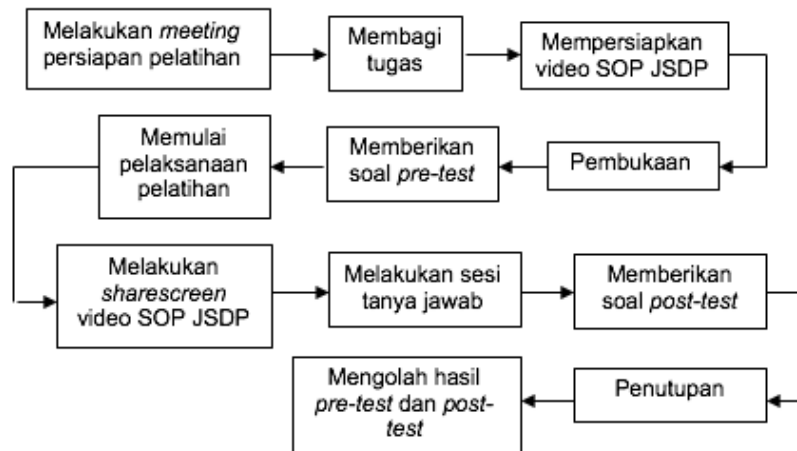 Melakukan meeting
persiapan pelatihan
Membagi
tugas
Mempersiapkan
video SOP JSDP
Pembukaan
Memberikan
soal pre-test
Memulai
pelaksanaan
pelatihan
Melakukan
sharescreen
video SOP JSDP
Melakukan sesi
tanya jawab
Memberikan
soal post-test
Penutupan
Mengolah hasil
pre-test dan post-
test